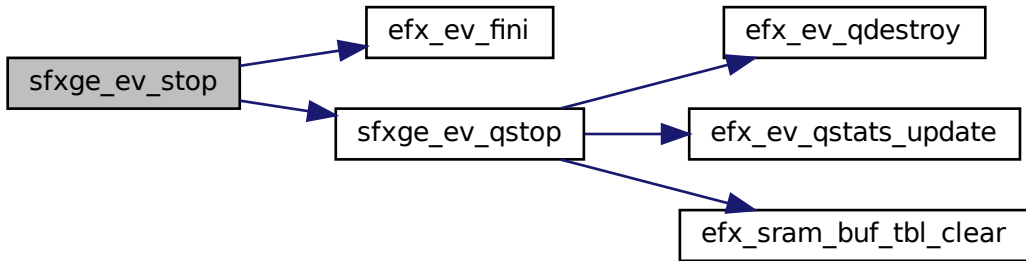 sfxge_ev_stop
efx_ev_fini
sfxge_ev_qstop
efx_ev_qdestroy
efx_ev_qstats_update
efx_sram_buf_tbl_clear